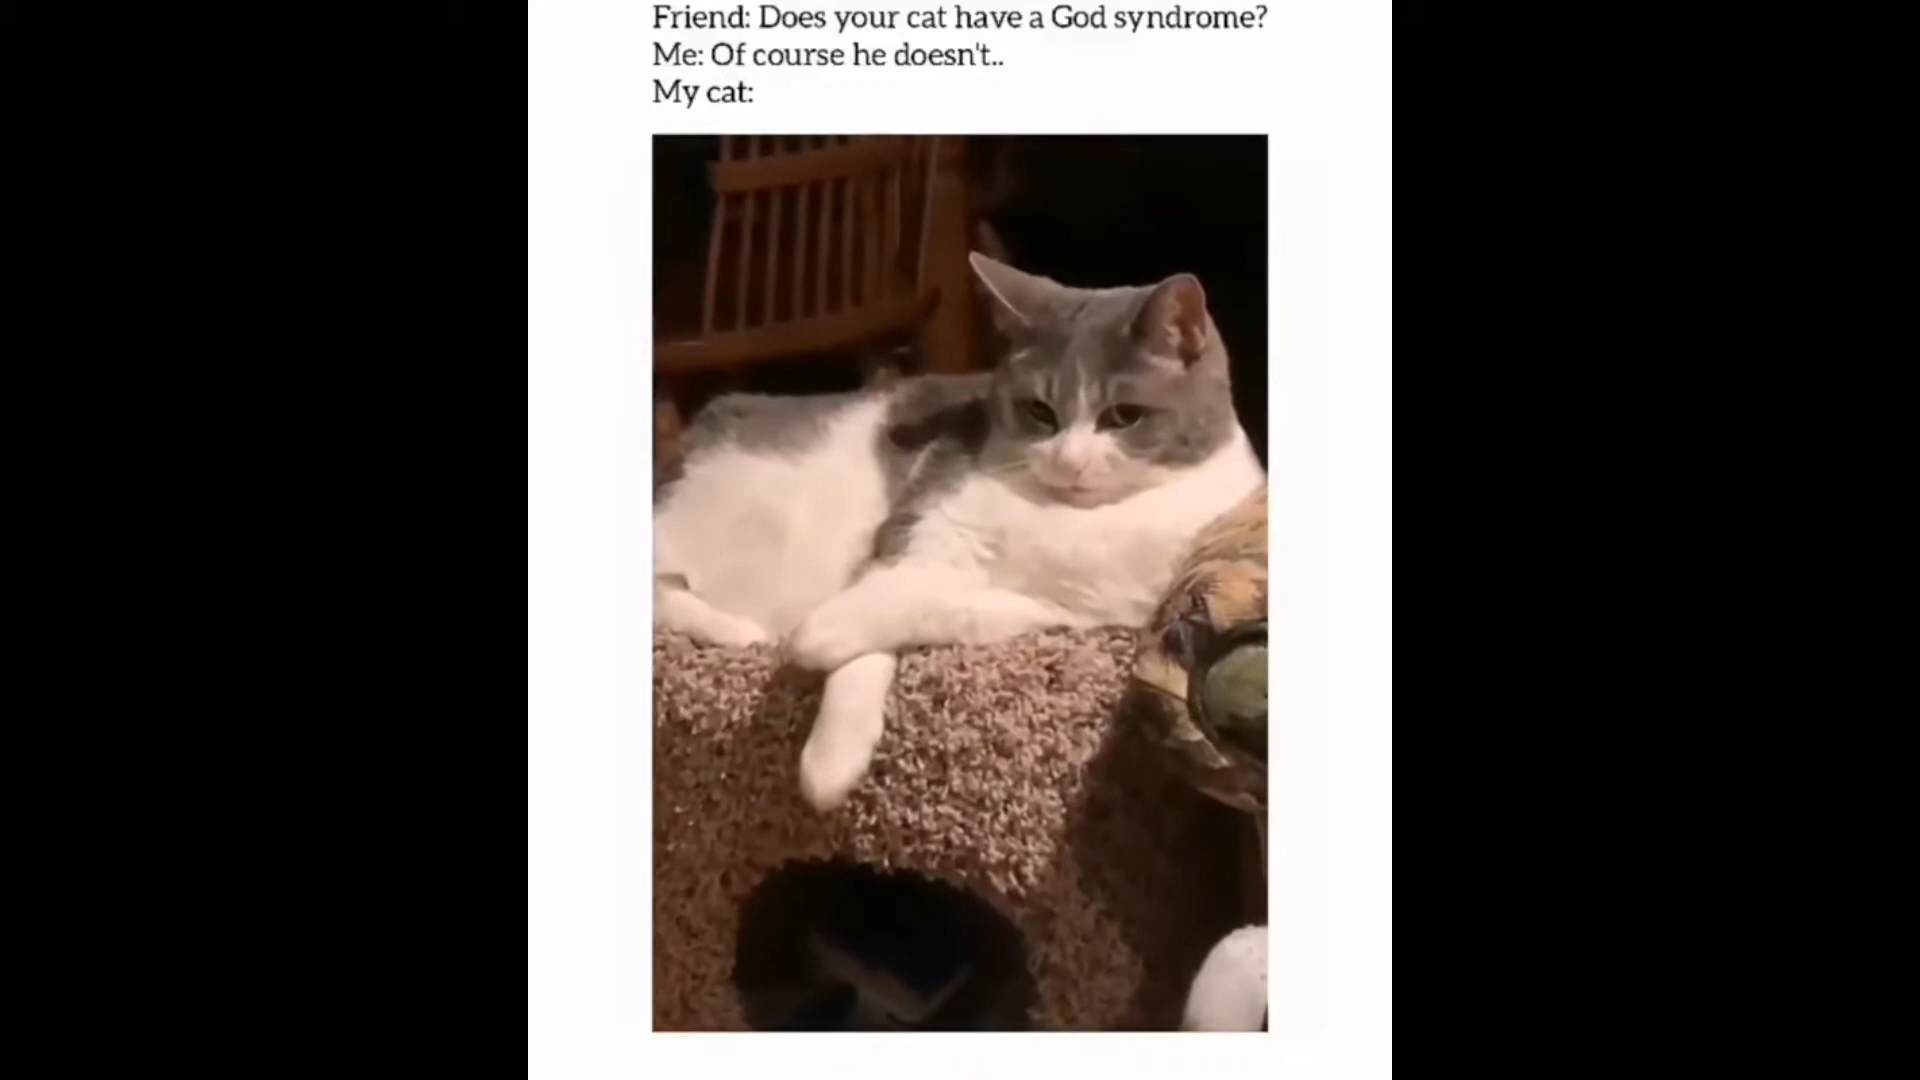 Friend: Does your cat have a God syndrome?
Me: Of course he doesn't..
My cat: